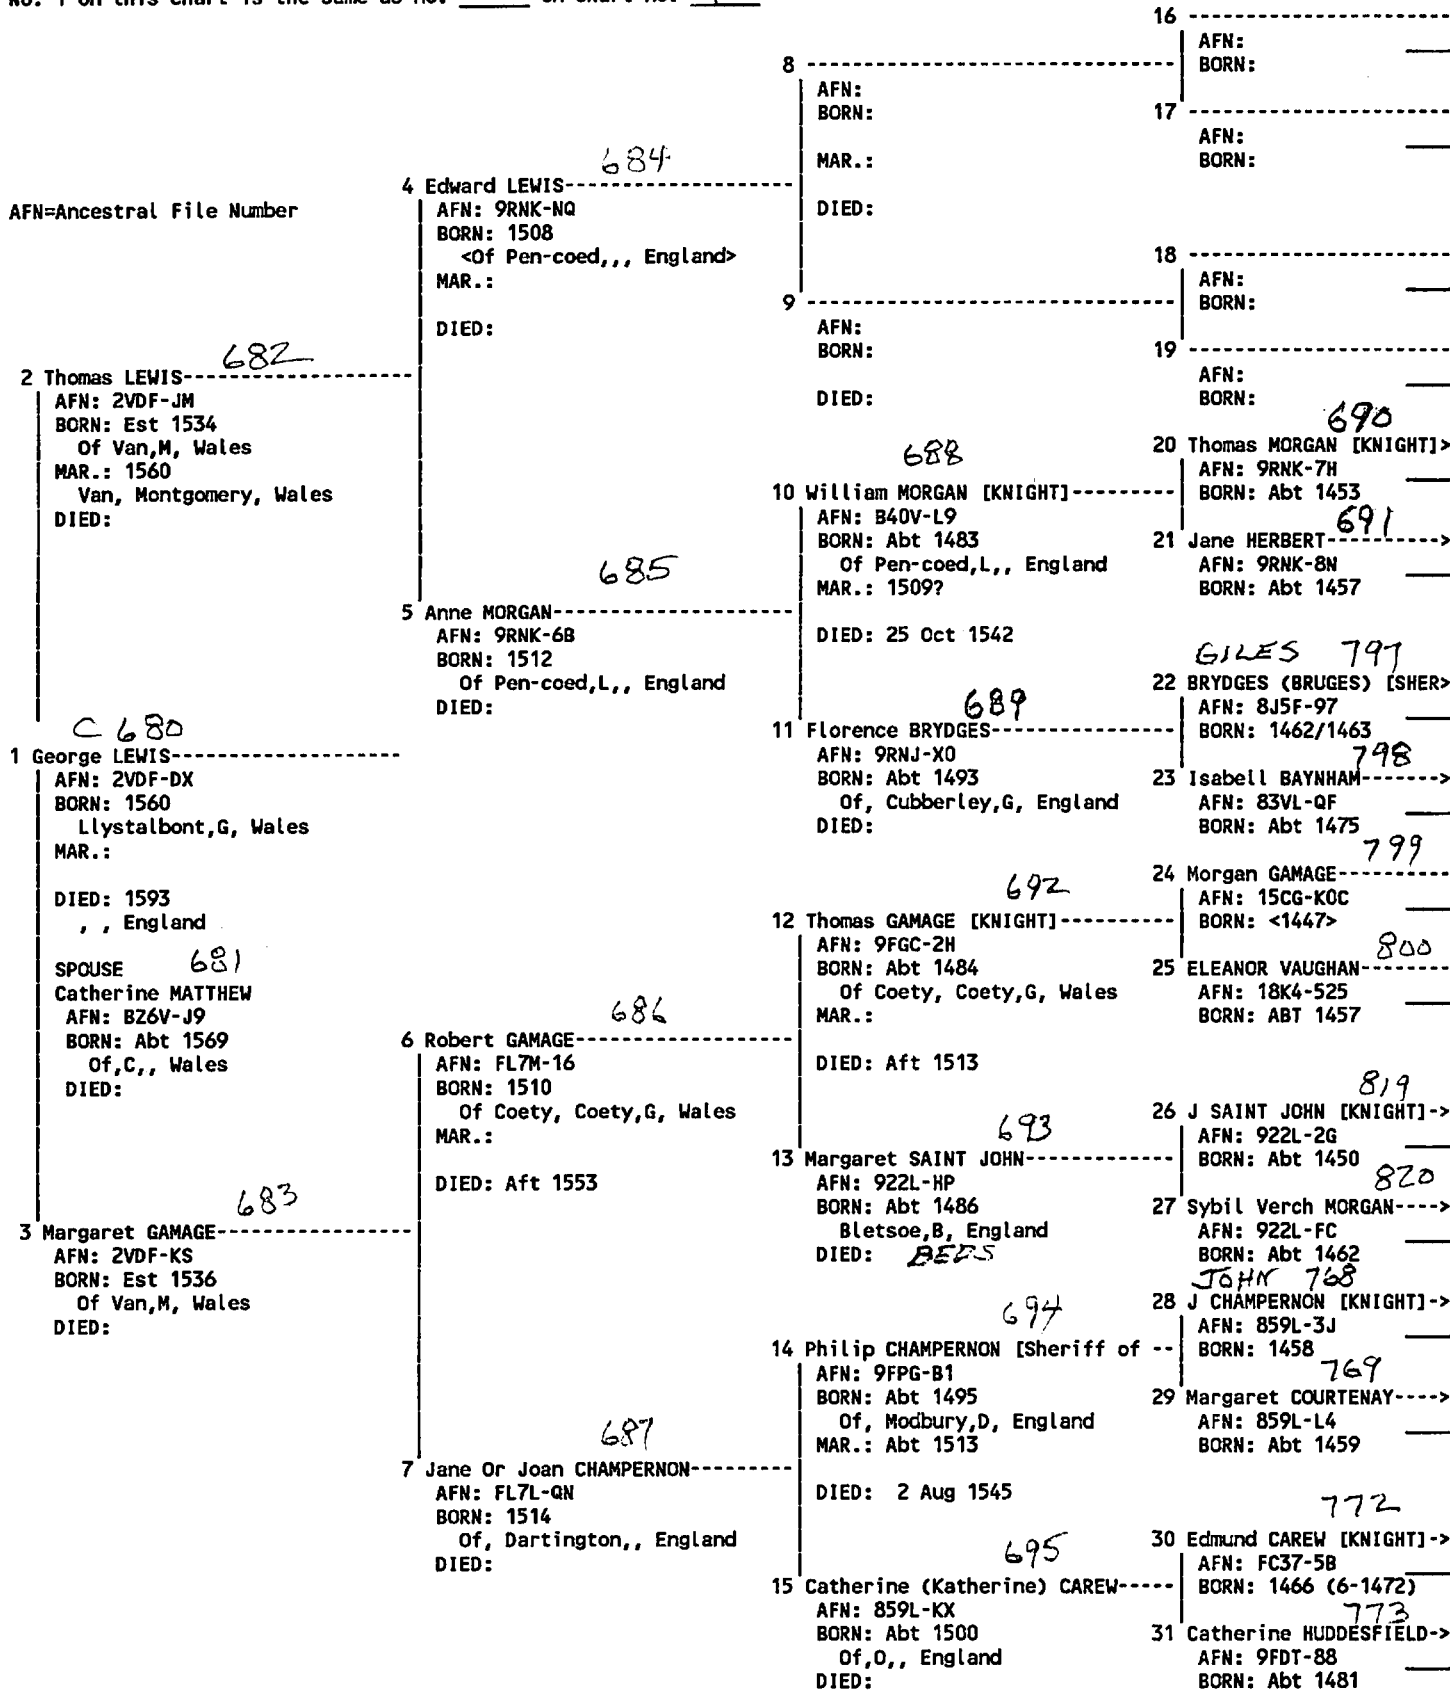 No. 1 on this chart is the same as no. _____ on chart no. _____
AFN=Ancestral File Number
C 680
1 George LEWIS
AFN: 2VDF-DX
BORN: 1560
Llystalbont,G, Wales
MAR.:
DIED: 1593
, , England
SPOUSE 681
Catherine MATTHEW
AFN: BZ6V-J9
BORN: Abt 1569
Of,C,, Wales
DIED:
682
2 Thomas LEWIS
AFN: 2VDF-JM
BORN: Est 1534
Of Van,M, Wales
MAR.: 1560
Van, Montgomery, Wales
DIED:
683
3 Margaret GAMAGE
AFN: 2VDF-KS
BORN: Est 1536
Of Van,M, Wales
DIED:
684
4 Edward LEWIS
AFN: 9RNK-NQ
BORN: 1508
<Of Pen-coed,,, England>
MAR.:
DIED:
685
5 Anne MORGAN
AFN: 9RNK-6B
BORN: 1512
Of Pen-coed,L,, England
DIED:
686
6 Robert GAMAGE
AFN: FL7M-16
BORN: 1510
Of Coety, Coety,G, Wales
MAR.:
DIED: Aft 1553
687
7 Jane Or Joan CHAMPERNON
AFN: FL7L-QN
BORN: 1514
Of, Dartington,, England
DIED:
8
AFN:
BORN:
MAR.:
DIED:
9
AFN:
BORN:
DIED:
688
10 William MORGAN [KNIGHT]
AFN: B40V-L9
BORN: Abt 1483
Of Pen-coed,L,, England
MAR.: 1509?
DIED: 25 Oct 1542
689
11 Florence BRYDGES
AFN: 9RNJ-X0
BORN: Abt 1493
Of, Cubberley,G, England
DIED:
692
12 Thomas GAMAGE [KNIGHT]
AFN: 9FGC-2H
BORN: Abt 1484
Of Coety, Coety,G, Wales
MAR.:
DIED: Aft 1513
693
13 Margaret SAINT JOHN
AFN: 922L-HP
BORN: Abt 1486
Bletsoe,B, England
DIED: BEDS
694
14 Philip CHAMPERNON [Sheriff of --
AFN: 9FPG-B1
BORN: Abt 1495
Of, Modbury,D, England
MAR.: Abt 1513
DIED: 2 Aug 1545
695
15 Catherine (Katherine) CAREW
AFN: 859L-KX
BORN: Abt 1500
Of,O,, England
DIED:
16
AFN:
BORN:
17
AFN:
BORN:
18
AFN:
BORN:
19
AFN:
BORN:
690
20 Thomas MORGAN [KNIGHT]>
AFN: 9RNK-7H
BORN: Abt 1453
691
21 Jane HERBERT---------->
AFN: 9RNK-8N
BORN: Abt 1457
GILES 797
22 BRYDGES (BRUGES) [SHER>
AFN: 8J5F-97
BORN: 1462/1463
798
23 Isabell BAYNHAM------->
AFN: 83VL-QF
BORN: Abt 1475
799
24 Morgan GAMAGE
AFN: 15CG-K0C
BORN: <1447>
800
25 ELEANOR VAUGHAN
AFN: 18K4-525
BORN: ABT 1457
819
26 J SAINT JOHN [KNIGHT]->
AFN: 922L-2G
BORN: Abt 1450
820
27 Sybil Verch MORGAN---->
AFN: 922L-FC
BORN: Abt 1462
JOHN 768
28 J CHAMPERNON [KNIGHT]->
AFN: 859L-3J
BORN: 1458
769
29 Margaret COURTENAY---->
AFN: 859L-L4
BORN: Abt 1459
772
30 Edmund CAREW [KNIGHT]->
AFN: FC37-5B
BORN: 1466 (6-1472)
773
31 Catherine HUDDESFIELD->
AFN: 9FDT-88
BORN: Abt 1481